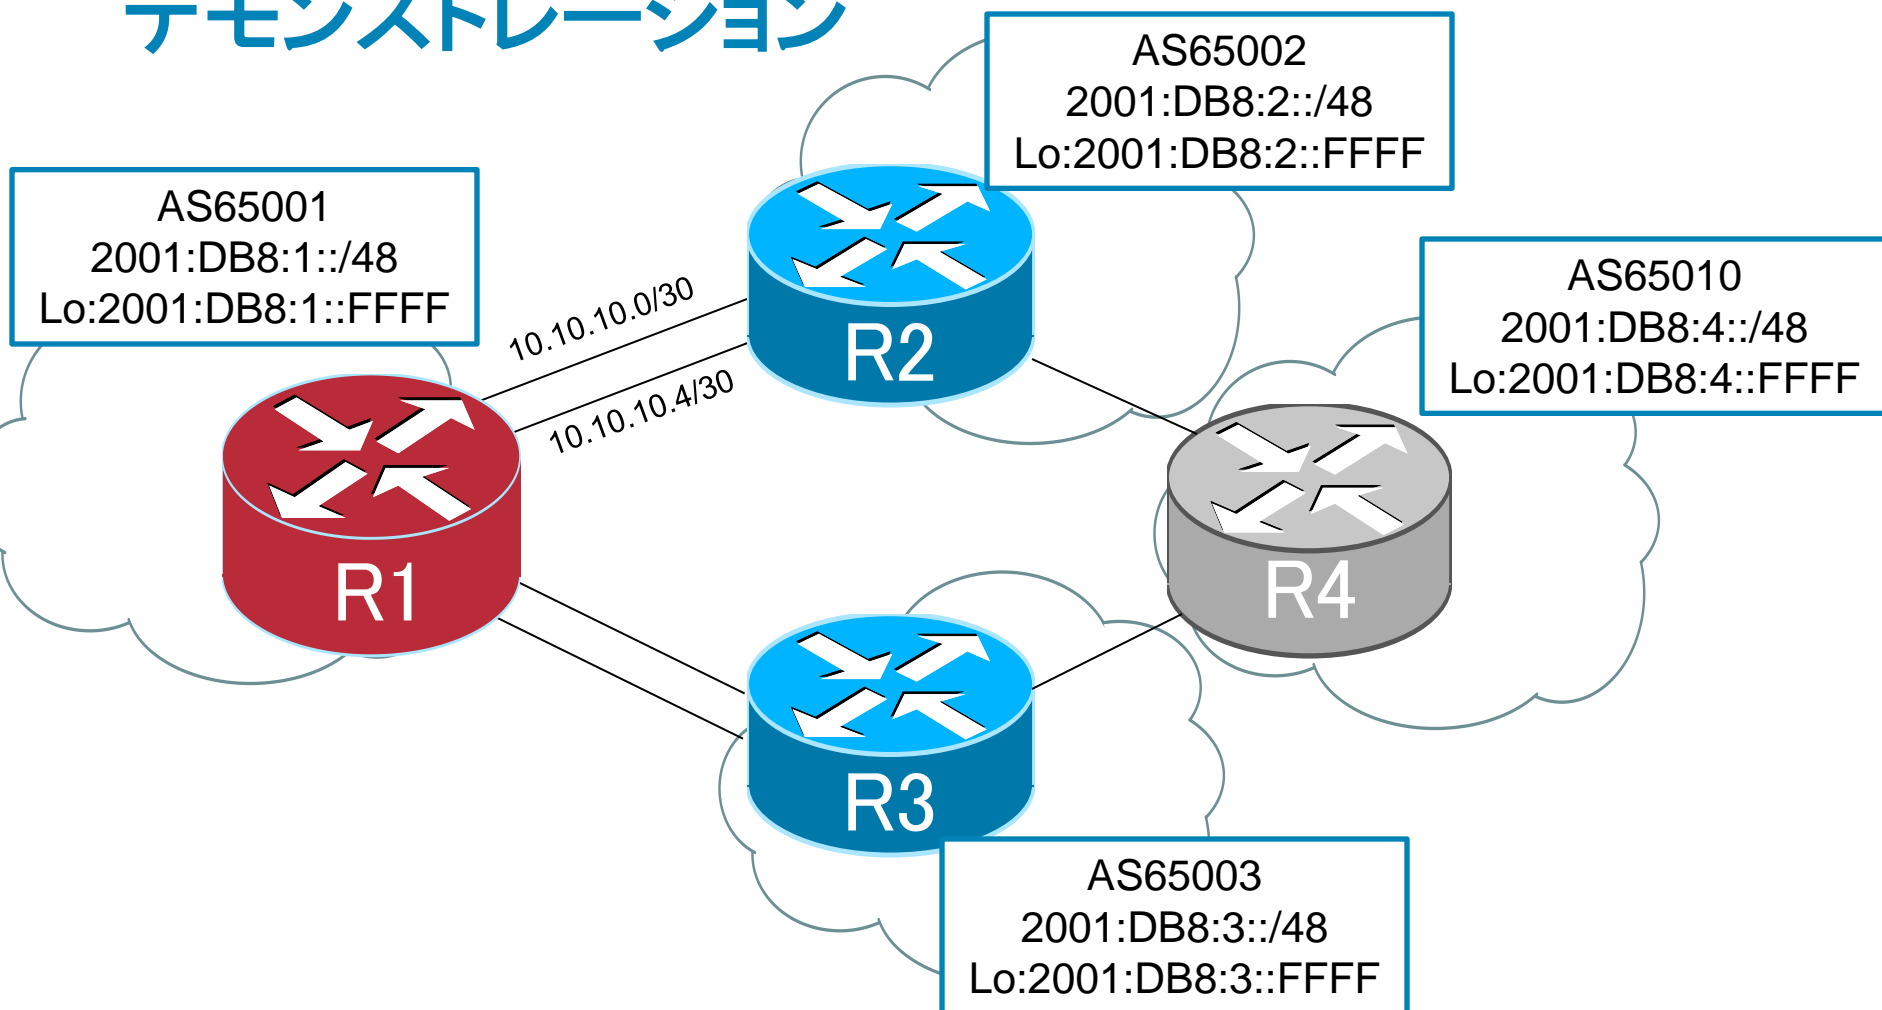 デモンストレーション
AS65002
2001:DB8:2::/48
Lo:2001:DB8:2::FFFF
AS65001
2001:DB8:1::/48
Lo:2001:DB8:1::FFFF
AS65010
2001:DB8:4::/48
Lo:2001:DB8:4::FFFF
10.10.10.0/30
10.10.10.4/30
R2
R1
R4
R3
AS65003
2001:DB8:3::/48
Lo:2001:DB8:3::FFFF